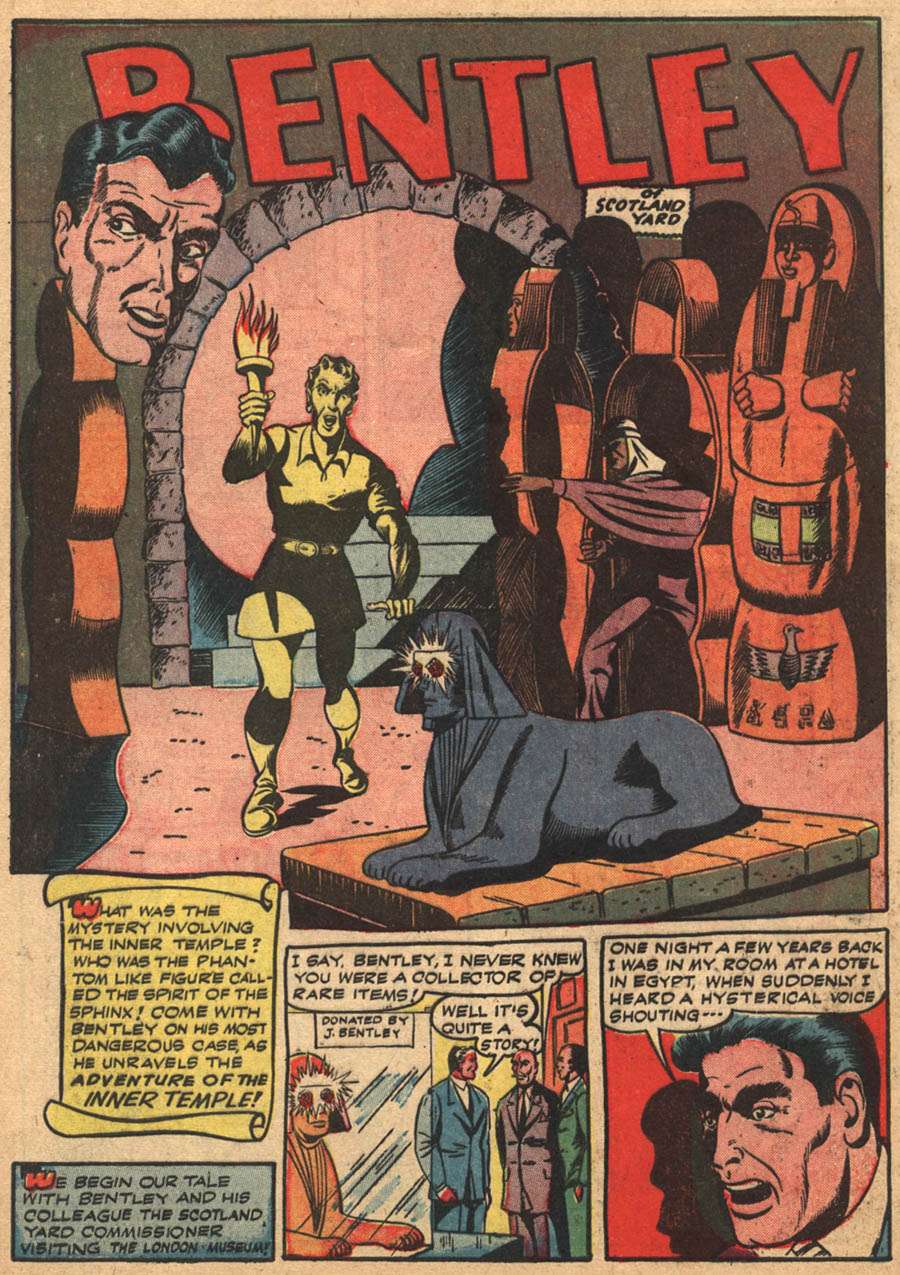 BENTLEY
of
SCOTLAND
YARD
WHAT WAS THE
MYSTERY INVOLVING
THE INNER TEMPLE?
WHO WAS THE PHAN-
TOM LIKE FIGURE CALL-
ED THE SPIRIT OF THE
SPHINX! COME WITH
BENTLEY ON HIS MOST
DANGEROUS CASE, AS
HE UNRAVELS THE
ADVENTURE OF THE
INNER TEMPLE!
WE BEGIN OUR TALE
WITH BENTLEY AND HIS
COLLEAGUE THE SCOTLAND
YARD COMMISSIONER
VISITING THE LONDON MUSEUM!
I SAY, BENTLEY, I NEVER KNEW
YOU WERE A COLLECTOR OF
RARE ITEMS!
DONATED BY
J. BENTLEY
WELL IT'S
QUITE A
STORY!
ONE NIGHT A FEW YEARS BACK
I WAS IN MY ROOM AT A HOTEL
IN EGYPT, WHEN SUDDENLY I
HEARD A HYSTERICAL VOICE
SHOUTING---